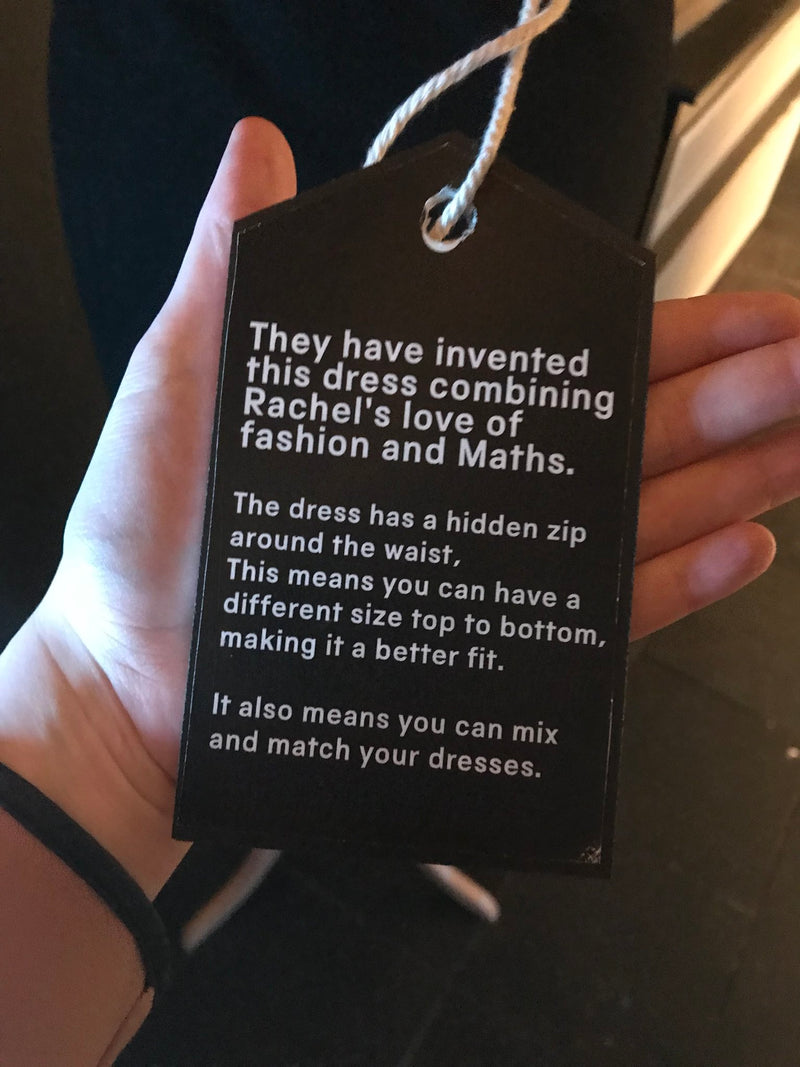 They have invented
this dress combining
Rachel's love of
fashion and Maths.
The dress has a hidden zip
around the waist,
This means you can have a
different size top to bottom,
making it a better fit.
It also means you can mix
and match your dresses.